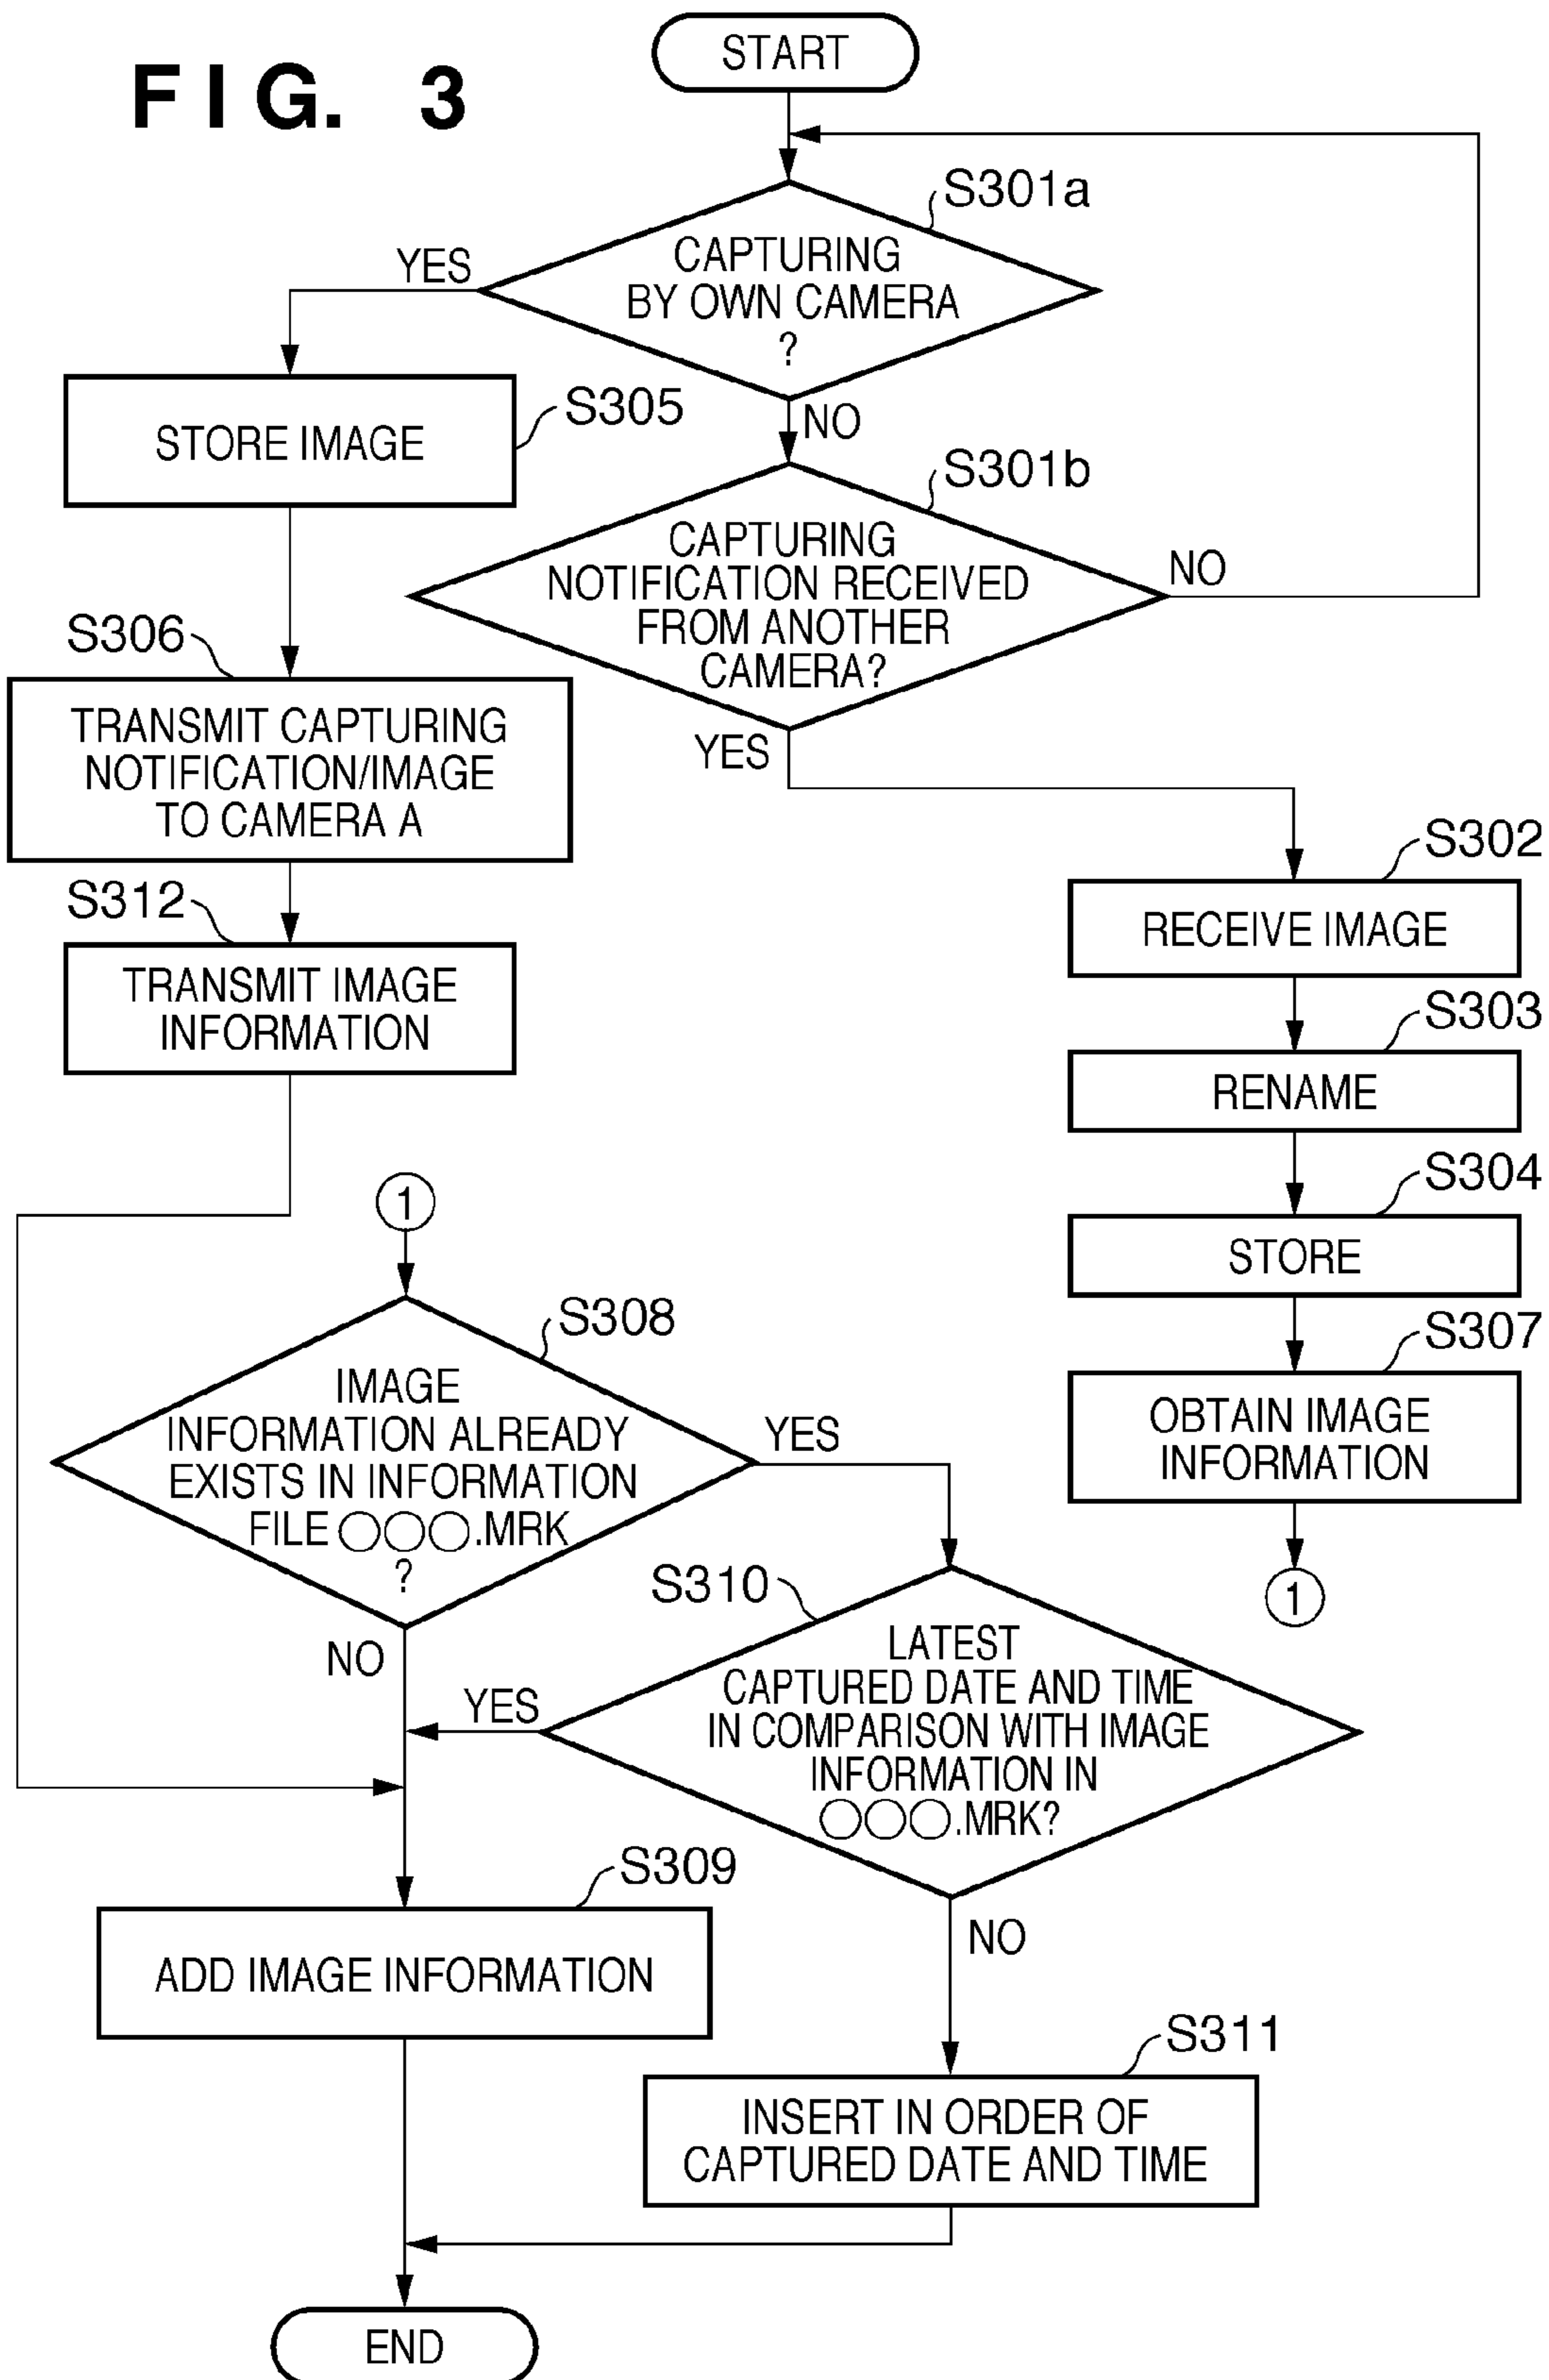 FIG. 3
START
S301a
CAPTURING
BY OWN CAMERA
?
YES
NO
S305
STORE IMAGE
S301b
CAPTURING
NOTIFICATION RECEIVED
FROM ANOTHER
CAMERA?
NO
YES
S306
TRANSMIT CAPTURING
NOTIFICATION/IMAGE
TO CAMERA A
S312
TRANSMIT IMAGE
INFORMATION
S302
RECEIVE IMAGE
S303
RENAME
S304
STORE
S307
OBTAIN IMAGE
INFORMATION
1
1
S308
IMAGE
INFORMATION ALREADY
EXISTS IN INFORMATION
FILE ○○○.MRK
?
YES
NO
S310
LATEST
CAPTURED DATE AND TIME
IN COMPARISON WITH IMAGE
INFORMATION IN
○○○.MRK?
YES
NO
S309
ADD IMAGE INFORMATION
S311
INSERT IN ORDER OF
CAPTURED DATE AND TIME
END